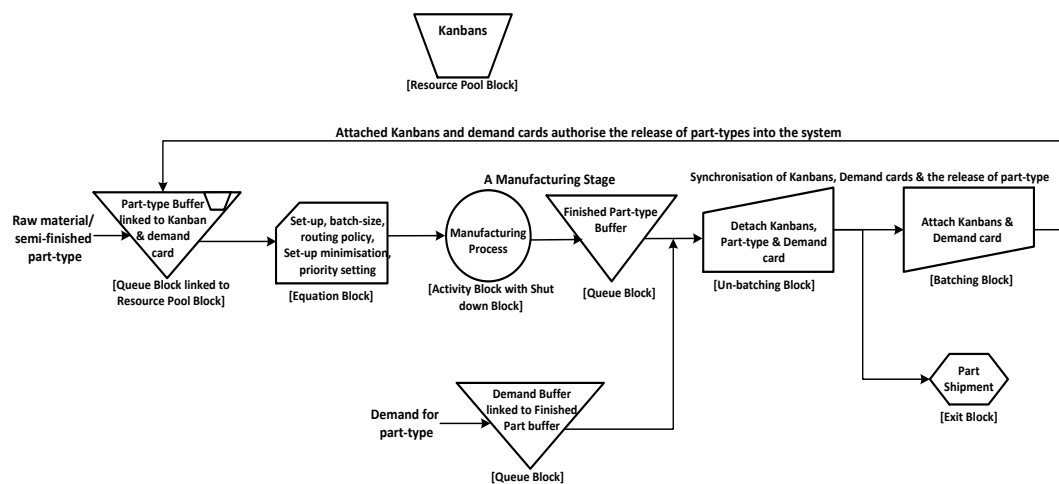 Kanbans
[Resource Pool Block]
Attached Kanbans and demand cards authorise the release of part-types into the system
A Manufacturing Stage
Synchronisation of Kanbans, Demand cards & the release of part-type
Raw material/
semi-finished
part-type
Part-type Buffer
linked to Kanban
& demand
card
[Queue Block linked to
Resource Pool Block]
Set-up, batch-size,
routing policy,
Set-up minimisation,
priority setting
[Equation Block]
Manufacturing
Process
[Activity Block with Shut
down Block]
Finished Part-type
Buffer
[Queue Block]
Detach Kanbans,
Part-type & Demand
card
[Un-batching Block]
Attach Kanbans &
Demand card
[Batching Block]
Demand for
part-type
Demand Buffer
linked to Finished
Part buffer
[Queue Block]
Part
Shipment
[Exit Block]